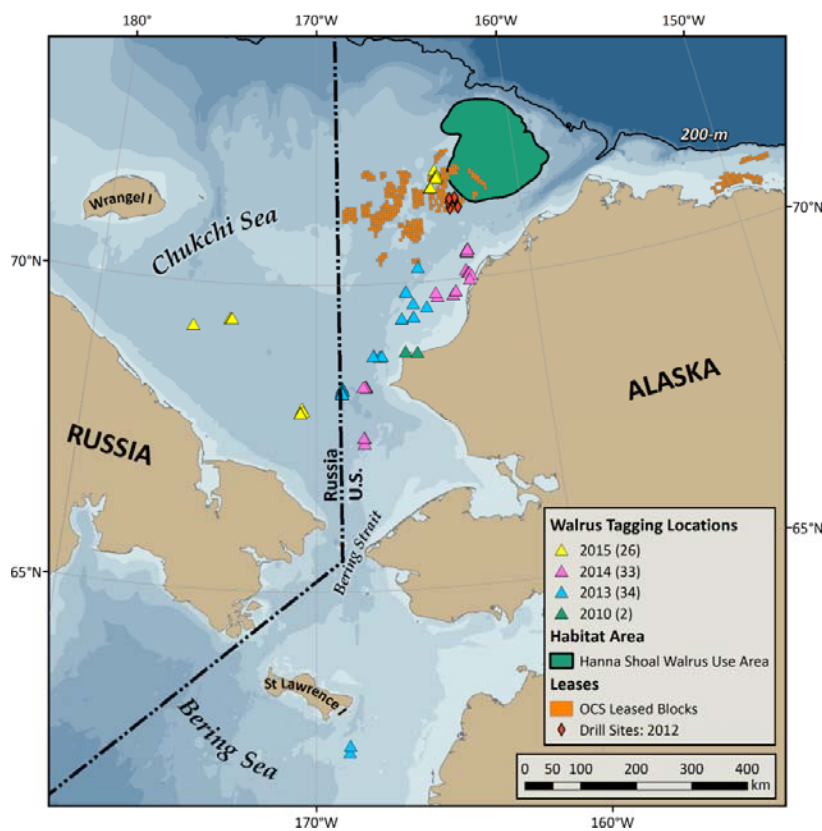 180°
170°W
160°W
150°W
200-m
Wrangel I
Chukchi Sea
70°N
70°N
ALASKA
RUSSIA
Russia
U.S.
Bering Strait
65°N
65°N
St Lawrence I
Bering Sea
Walrus Tagging Locations
2015 (26)
2014 (33)
2013 (34)
2010 (2)
Habitat Area
Hanna Shoal Walrus Use Area
Leases
OCS Leased Blocks
Drill Sites: 2012
0 50 100 200 300 400
km
170°W
160°W